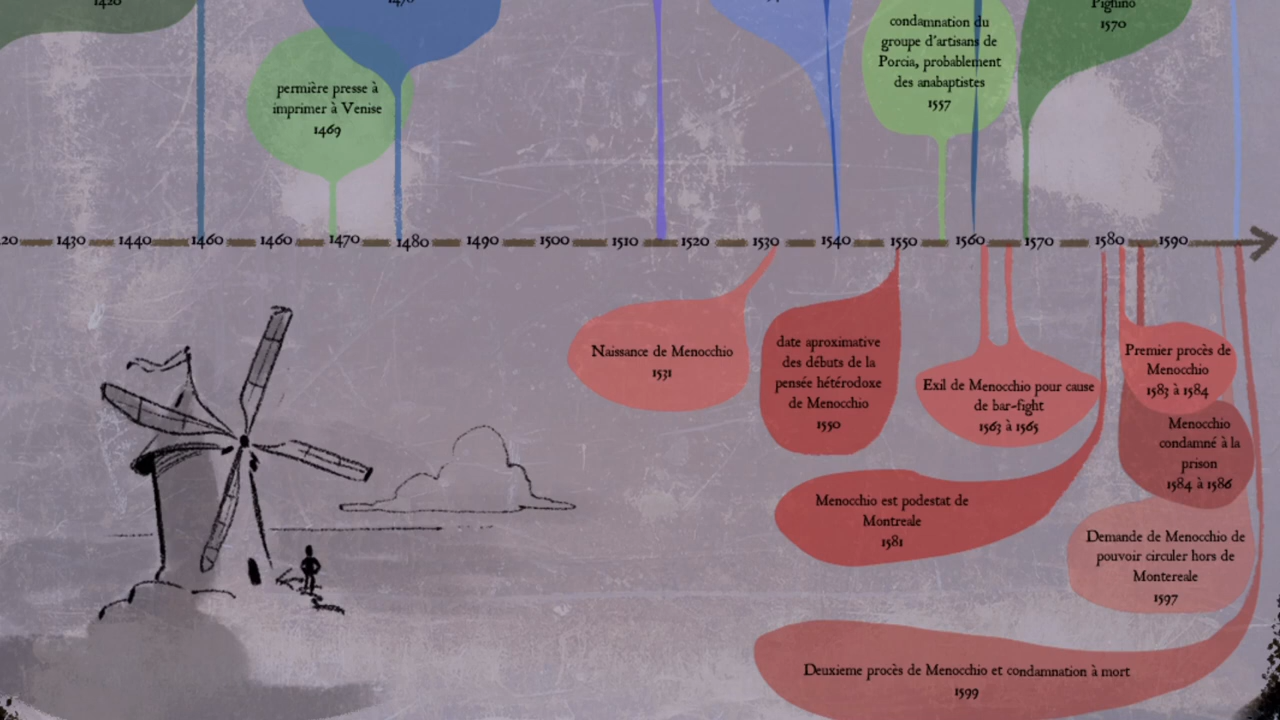 1420
1470
Pighino
1570
condamnation du
groupe d'artisans de
Porcia, probablement
des anabaptistes
1557
permière presse à
imprimer à Venise
1469
20 1430 1440 1460 1460 1470 1480 1490 1500 1510 1520 1530 1540 1550 1560 1570 1580 1590
Naissance de Menocchio
1531
date aproximative
des débuts de la
pensée hétérodoxe
de Menocchio
1550
Exil de Menocchio pour cause
de bar-fight
1563 à 1565
Premier procès de
Menocchio
1583 à 1584
Menocchio
condamné à la
prison
1584 à 1586
Menocchio est podestat de
Montreale
1581
Demande de Menocchio de
pouvoir circuler hors de
Montereale
1597
Deuxieme procès de Menocchio et condamnation à mort
1599